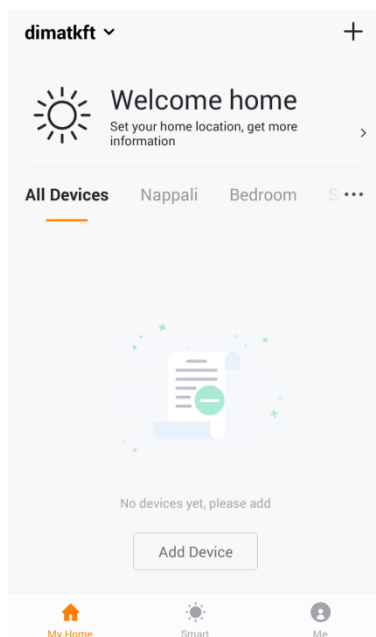 dimatkft
Welcome home
Set your home location, get more
information
All Devices Nappali Bedroom
No devices yet, please add
Add Device
My Home Smart Me